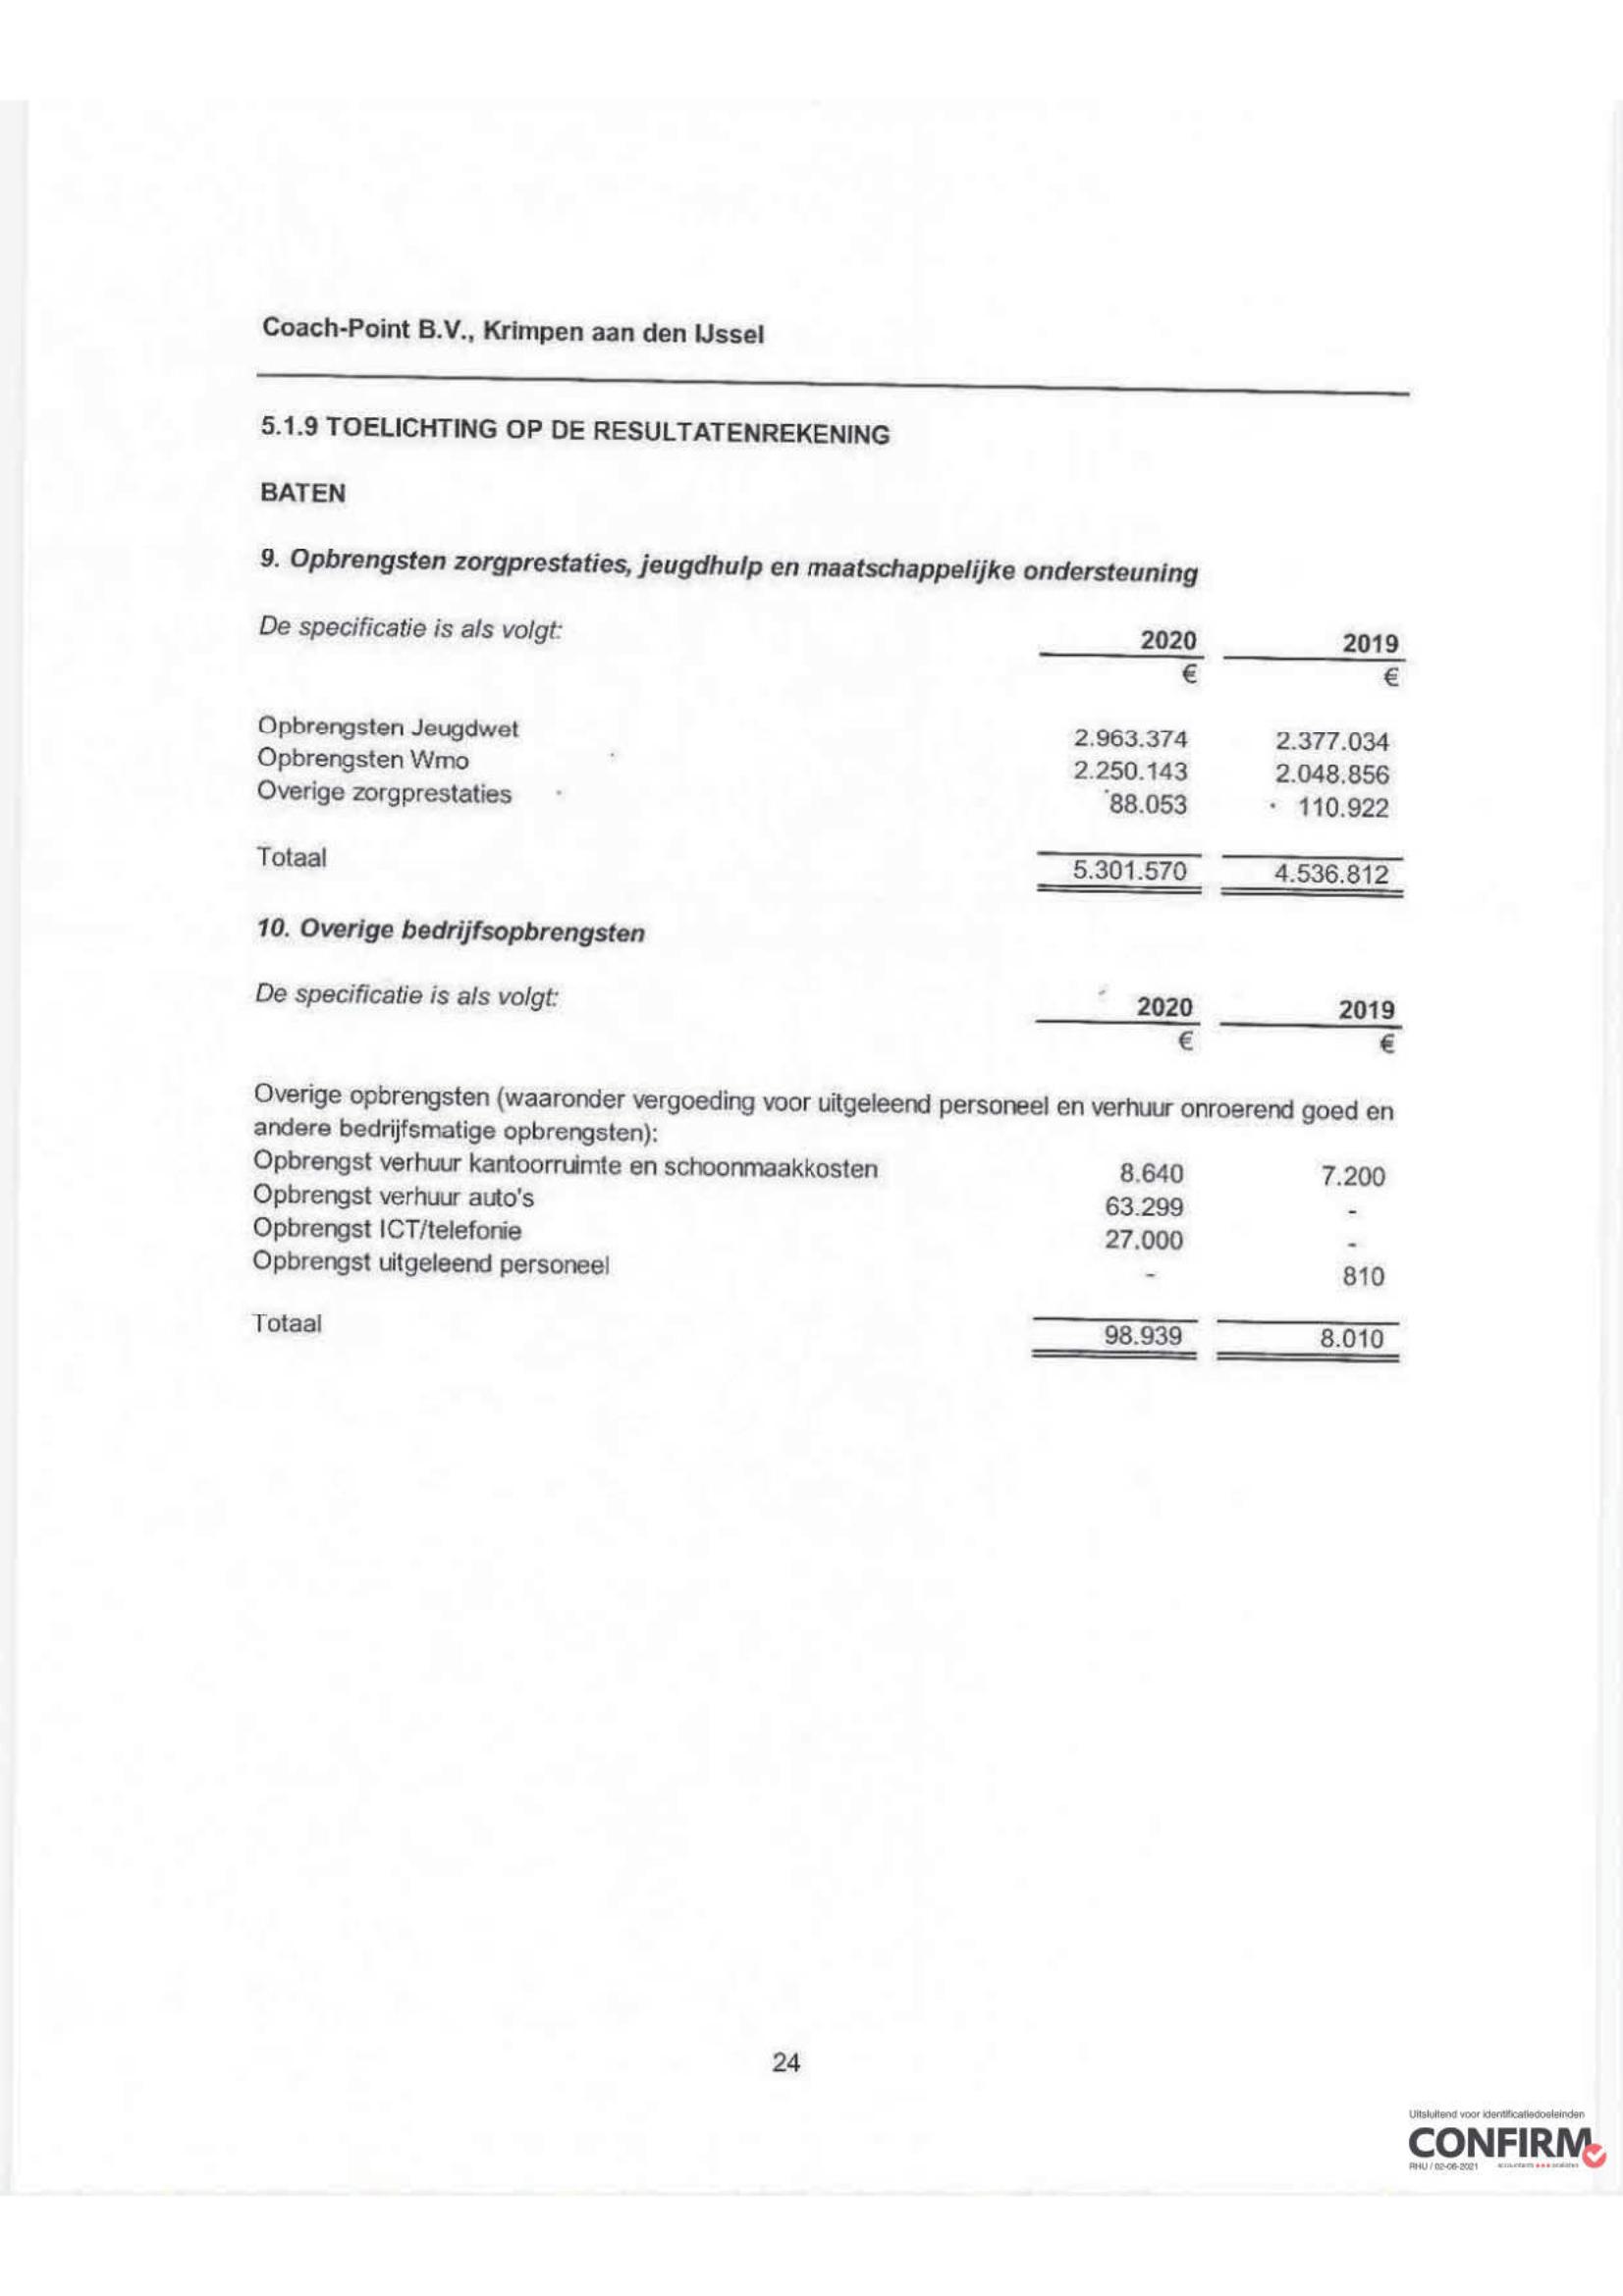 Coach-Point B.V., Krimpen aan den IJssel
5.1.9 TOELICHTING OP DE RESULTATENREKENING
BATEN
9. Opbrengsten zorgprestaties, jeugdhulp en maatschappelijke ondersteuning
De specificatie is als volgt: 2020 2019
€ €
Opbrengsten Jeugdwet 2.963.374 2.377.034
Opbrengsten Wmo 2.250.143 2.048.856
Overige zorgprestaties 88.053 110.922
Totaal 5.301.570 4.536.812
10. Overige bedrijfsopbrengsten
De specificatie is als volgt: 2020 2019
€ €
Overige opbrengsten (waaronder vergoeding voor uitgeleend personeel en verhuur onroerend goed en
andere bedrijfsmatige opbrengsten):
Opbrengst verhuur kantoorruimte en schoonmaakkosten 8.640 7.200
Opbrengst verhuur auto's 63.299 -
Opbrengst ICT/telefonie 27.000 -
Opbrengst uitgeleend personeel - 810
Totaal 98.939 8.010
24
Uitsluitend voor identificatiedoeleinden
CONFIRM
RHU / 02-06-2021